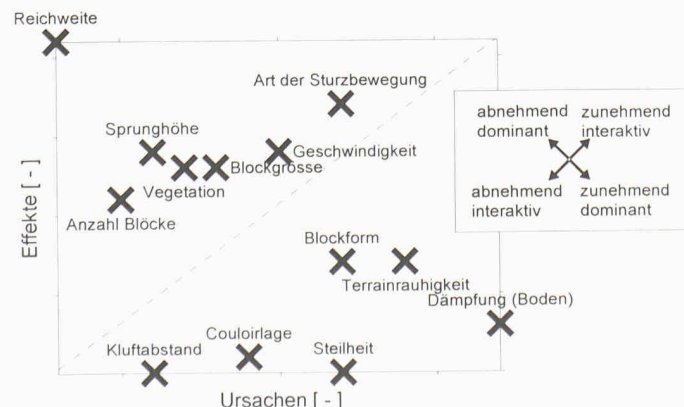 Reichweite
Art der Sturzbewegung
Sprunghöhe
Geschwindigkeit
Blockgrösse
Vegetation
Anzahl Blöcke
Blockform
Terrainrauhigkeit
Dämpfung (Boden)
Couloirlage
Kluftabstand
Steilheit
Effekte [ - ]
Ursachen [ - ]
abnehmend zunehmend
dominant interaktiv
abnehmend zunehmend
interaktiv dominant